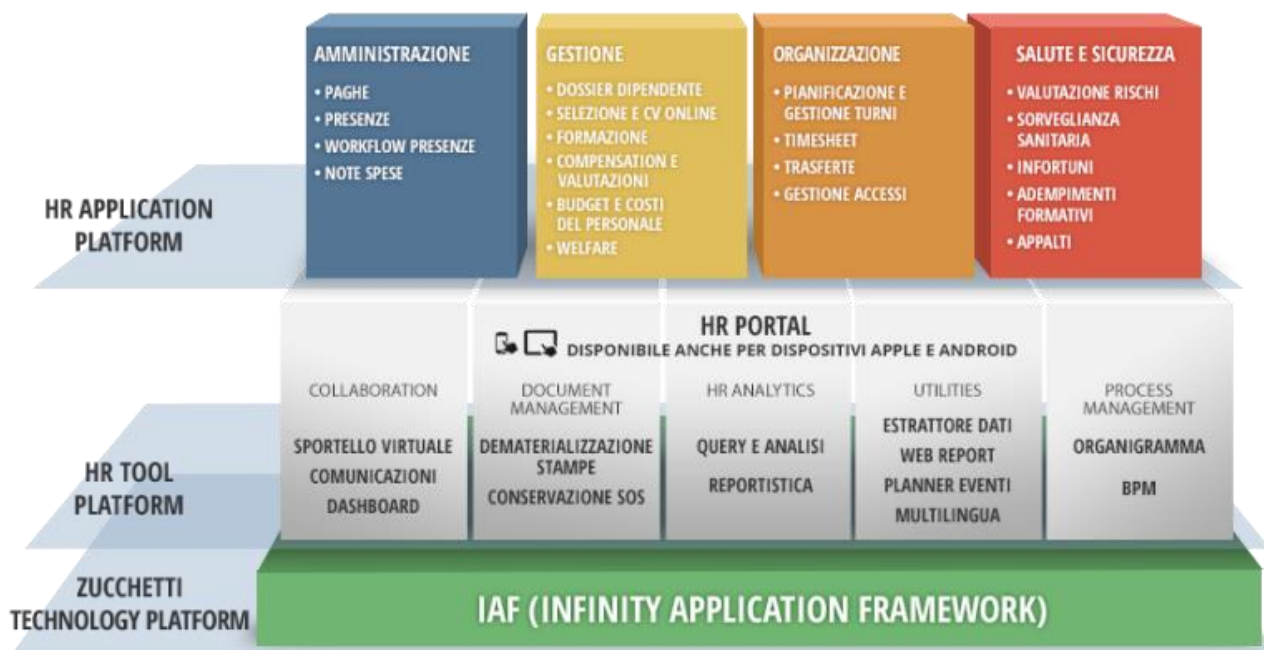 AMMINISTRAZIONE
• PAGHE
• PRESENZE
• WORKFLOW PRESENZE
• NOTE SPESE
GESTIONE
• DOSSIER DIPENDENTE
• SELEZIONE E CV ONLINE
• FORMAZIONE
• COMPENSATION E
VALUTAZIONI
• BUDGET E COSTI
DEL PERSONALE
• WELFARE
ORGANIZZAZIONE
• PIANIFICAZIONE E
GESTIONE TURNI
• TIMESHEET
• TRASFERTE
• GESTIONE ACCESSI
SALUTE E SICUREZZA
• VALUTAZIONE RISCHI
• SORVEGLIANZA
SANITARIA
• INFORTUNI
• ADEMPIMENTI
FORMATIVI
• APPALTI
HR APPLICATION
PLATFORM
HR PORTAL
DISPONIBILE ANCHE PER DISPOSITIVI APPLE E ANDROID
COLLABORATION
SPORTELLO VIRTUALE
COMUNICAZIONI
DASHBOARD
DOCUMENT
MANAGEMENT
DEMATERIALIZZAZIONE
STAMPE
CONSERVAZIONE SOS
HR ANALYTICS
QUERY E ANALISI
REPORTISTICA
UTILITIES
ESTRATTORE DATI
WEB REPORT
PLANNER EVENTI
MULTILINGUA
PROCESS
MANAGEMENT
ORGANIGRAMMA
BPM
HR TOOL
PLATFORM
ZUCCHETTI
TECHNOLOGY PLATFORM
IAF (INFINITY APPLICATION FRAMEWORK)